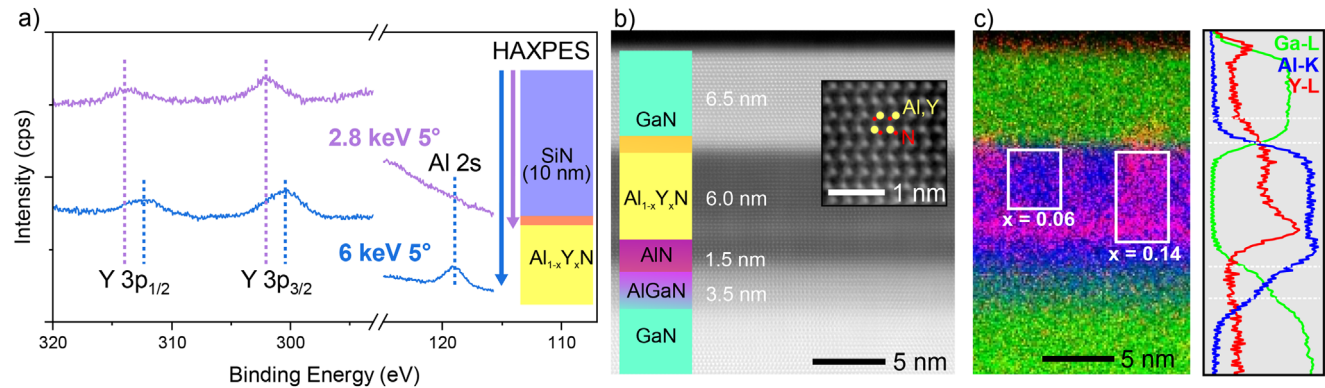 a)
HAXPES
2.8 keV 5°
Al 2s
SiN
(10 nm)
6 keV 5°
Al1-xYxN
Y 3p1/2
Y 3p3/2
Intensity (cps)
320
310
300
120
110
Binding Energy (eV)
b)
GaN
6.5 nm
Al1-xYxN
6.0 nm
AlN
1.5 nm
AlGaN
3.5 nm
GaN
Al,Y
N
1 nm
5 nm
c)
x = 0.06
x = 0.14
5 nm
Ga-L
Al-K
Y-L